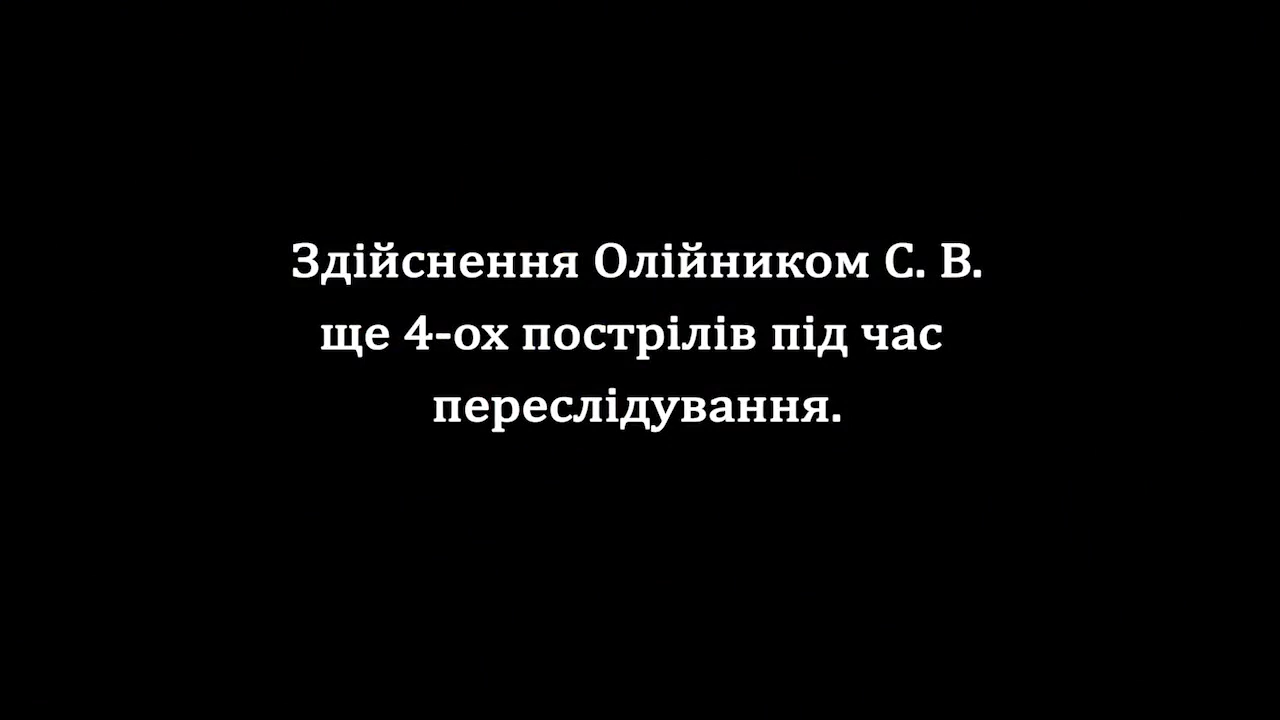 Здійснення Олійником С. В.
ще 4-ох пострілів під час
переслідування.